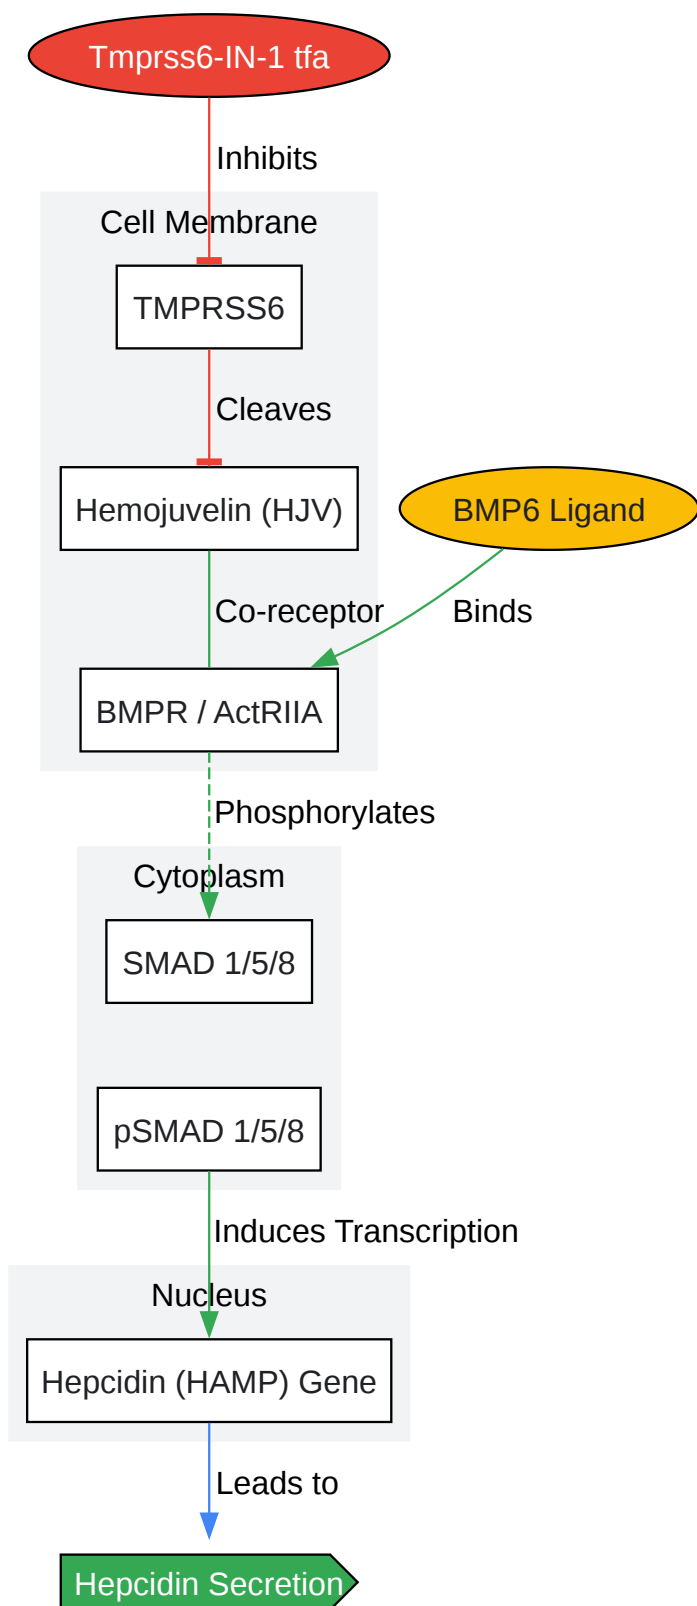 Tmprss6-IN-1 tfa
Inhibits
Cell Membrane
TMPRSS6
Cleaves
Hemojuvelin (HJV)
BMP6 Ligand
Co-receptor
Binds
BMPR / ActRIIA
Phosphorylates
Cytoplasm
SMAD 1/5/8
pSMAD 1/5/8
Induces Transcription
Nucleus
Hepcidin (HAMP) Gene
Leads to
Hepcidin Secretion